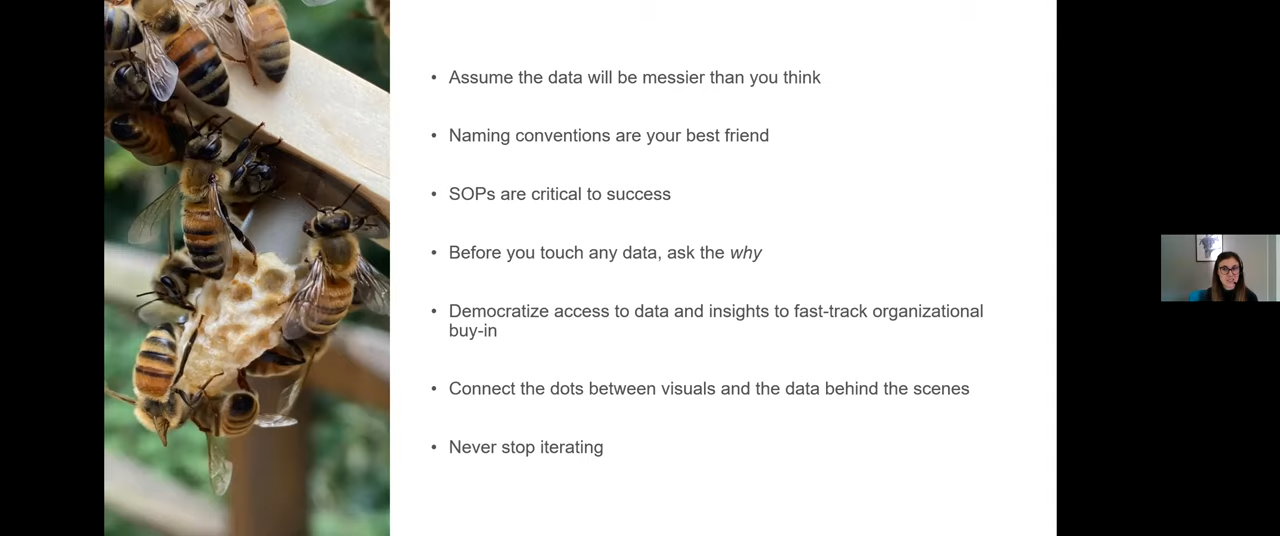 • Assume the data will be messier than you think
• Naming conventions are your best friend
• SOPs are critical to success
• Before you touch any data, ask the why
• Democratize access to data and insights to fast-track organizational
buy-in
• Connect the dots between visuals and the data behind the scenes
• Never stop iterating